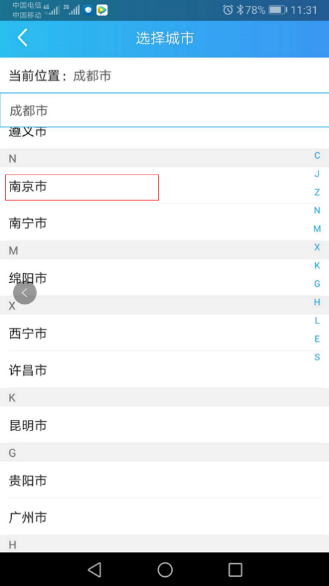 中国电信 4G 2G 78% 11:31
中国移动
选择城市
当前位置：成都市
成都市
遵义市
N
南京市
南宁市
M
绵阳市
X
西宁市
许昌市
K
昆明市
G
贵阳市
广州市
H
C
J
Z
N
M
X
K
G
H
L
E
S